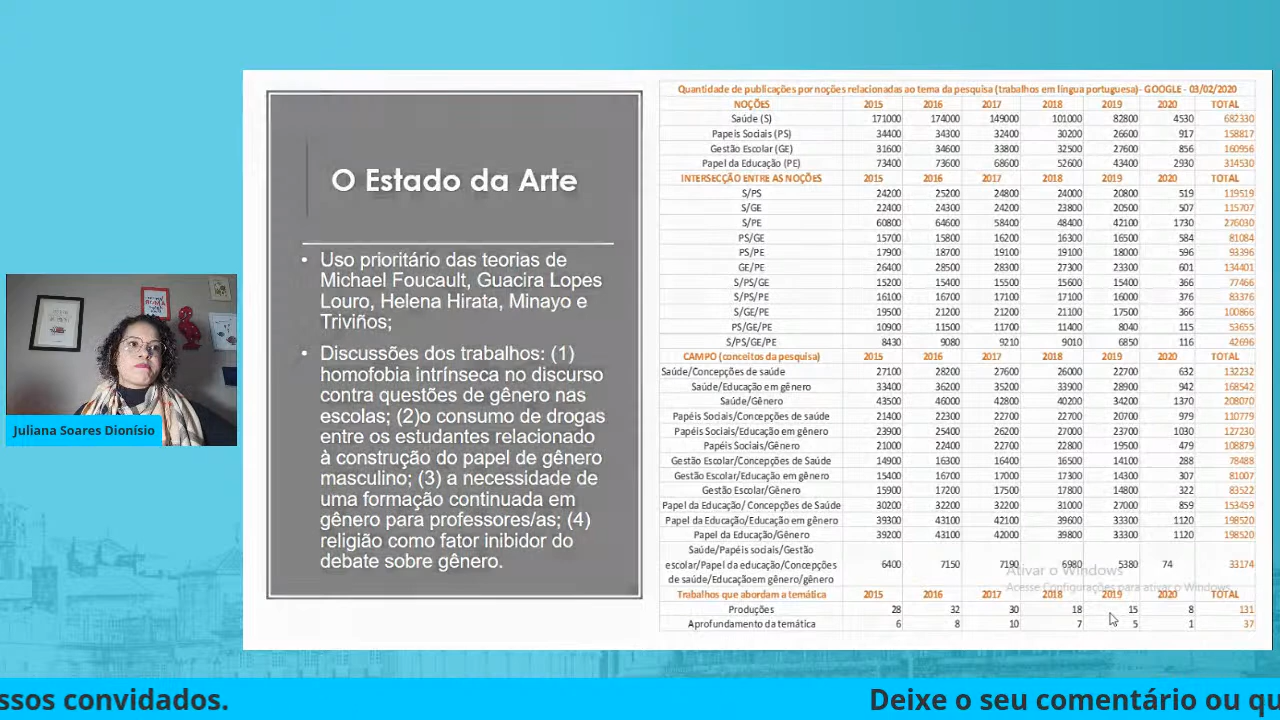 O Estado da Arte
• Uso prioritário das teorias de
Michael Foucault, Guacira Lopes
Louro, Helena Hirata, Minayo e
Triviños;
• Discussões dos trabalhos: (1)
homofobia intrínseca no discurso
contra questões de gênero nas
escolas; (2)o consumo de drogas
entre os estudantes relacionado
à construção do papel de gênero
masculino; (3) a necessidade de
uma formação continuada em
gênero para professores/as; (4)
religião como fator inibidor do
debate sobre gênero.
Quantidade de publicações por noções relacionadas ao tema da pesquisa (trabalhos em língua portuguesa)- GOOGLE - 03/02/2020
NOÇÕES 2015 2016 2017 2018 2019 2020 TOTAL
Saúde (S) 171000 174000 149000 101000 82800 4530 682330
Papeis Sociais (PS) 34400 34300 32400 30200 26600 917 158817
Gestão Escolar (GE) 31600 34600 33800 32500 27600 856 160956
Papel da Educação (PE) 73400 73600 68600 52600 43400 2930 314530
INTERSECÇÃO ENTRE AS NOÇÕES 2015 2016 2017 2018 2019 2020 TOTAL
S/PS 24200 25200 24800 24000 20800 519 119519
S/GE 22400 24300 24200 23800 20500 507 115707
S/PE 60800 64600 58400 48400 42100 1730 276030
PS/GE 15700 15800 16200 16300 16500 584 81084
PS/PE 17900 18700 19100 19100 18000 596 93396
GE/PE 26400 28500 28300 27300 23300 601 134401
S/PS/GE 15200 15400 15500 15600 15400 366 77466
S/PS/PE 16100 16700 17100 17100 16000 376 83376
S/GE/PE 19500 21200 21200 21100 17500 366 100866
PS/GE/PE 10900 11500 11700 11400 8040 115 53655
S/PS/GE/PE 8430 9080 9210 9010 6850 116 42696
CAMPO (conceitos da pesquisa) 2015 2016 2017 2018 2019 2020 TOTAL
Saúde/Concepções de saúde 27100 28200 27600 26000 22700 632 132232
Saúde/Educação em gênero 33400 36200 35200 33900 28900 942 168542
Saúde/Gênero 43500 46000 42800 40200 34200 1370 208070
Papéis Sociais/Concepções de saúde 21400 22300 22700 22700 20700 979 110779
Papéis Sociais/Educação em gênero 23900 25400 26200 27000 23700 1030 127230
Papéis Sociais/Gênero 21000 22400 22700 22800 19500 479 108879
Gestão Escolar/Concepções de Saúde 14900 16300 16400 16500 14100 288 78488
Gestão Escolar/Educação em gênero 15400 16700 17000 17300 14300 307 81007
Gestão Escolar/Gênero 15900 17200 17500 17800 14800 322 83522
Papel da Educação/ Concepções de Saúde 30200 32200 32200 31000 27000 859 153459
Papel da Educação/Educação em gênero 39300 43100 42100 39600 33300 1120 198520
Papel da Educação/Gênero 39200 43100 42000 39800 33300 1120 198520
Saúde/Papéis sociais/Gestão
escolar/Papel da educação/Concepções 6400 7150 7190 6980 5380 74 33174
de saúde/Educaçãoem gênero/gênero
Ativar o Windows
Acesse Configurações para ativar o Windows.
Trabalhos que abordam a temática 2015 2016 2017 2018 2019 2020 TOTAL
Produções 28 32 30 18 15 8 131
Aprofundamento da temática 6 8 10 7 5 1 37
Juliana Soares Dionísio
ssos convidados.
Deixe o seu comentário ou qu